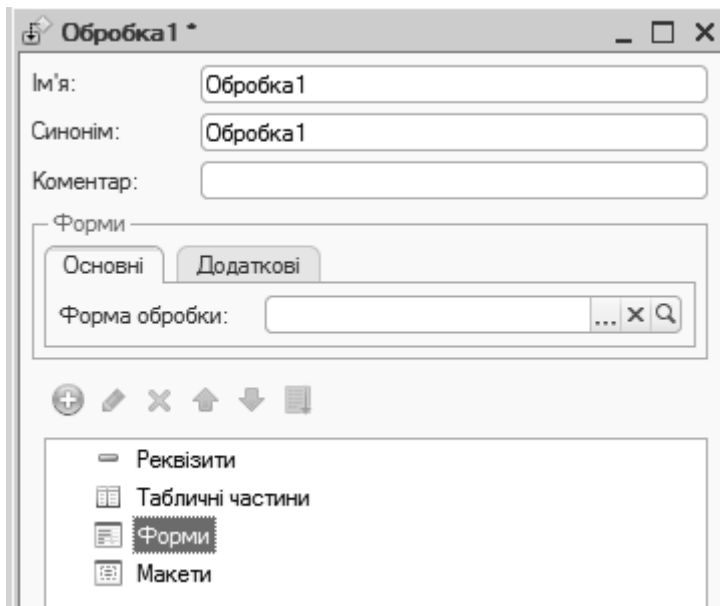 Обробка1 *
Ім'я: Обробка1
Синонім: Обробка1
Коментар:
Форми
Основні Додаткові
Форма обробки: ...
Реквізити
Табличні частини
Форми
Макети